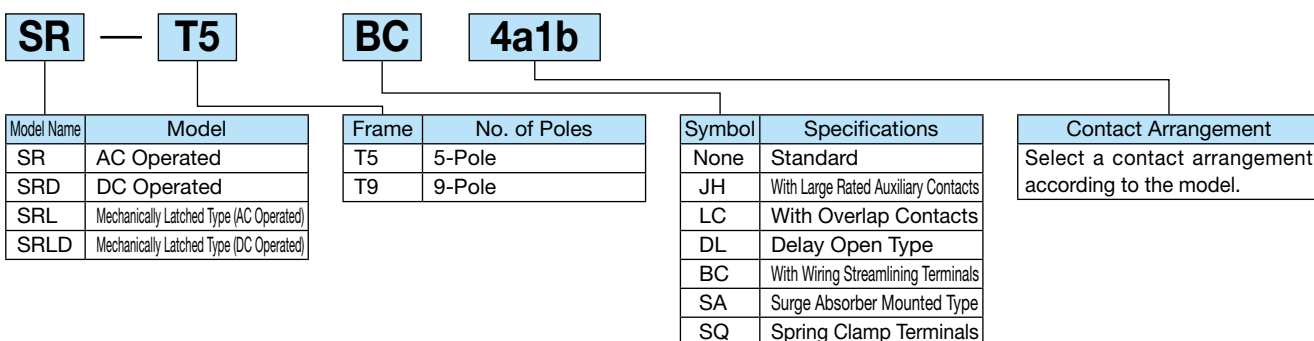 SR — T5 BC 4a1b
Model Name Model
SR AC Operated
SRD DC Operated
SRL Mechanically Latched Type (AC Operated)
SRLD Mechanically Latched Type (DC Operated)
Frame No. of Poles
T5 5-Pole
T9 9-Pole
Symbol Specifications
None Standard
JH With Large Rated Auxiliary Contacts
LC With Overlap Contacts
DL Delay Open Type
BC With Wiring Streamlining Terminals
SA Surge Absorber Mounted Type
SQ Spring Clamp Terminals
Contact Arrangement
Select a contact arrangement
according to the model.